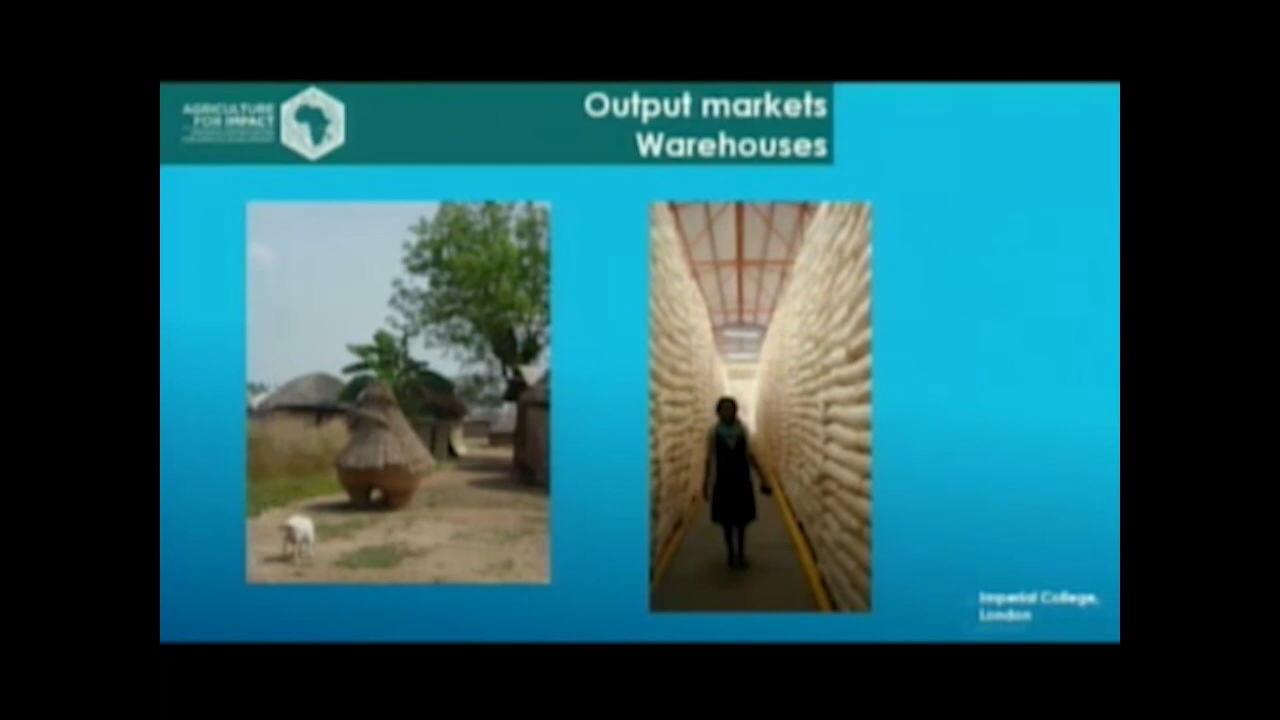 AGRICULTURE
FOR IMPACT
Output markets
Warehouses
Imperial College,
London